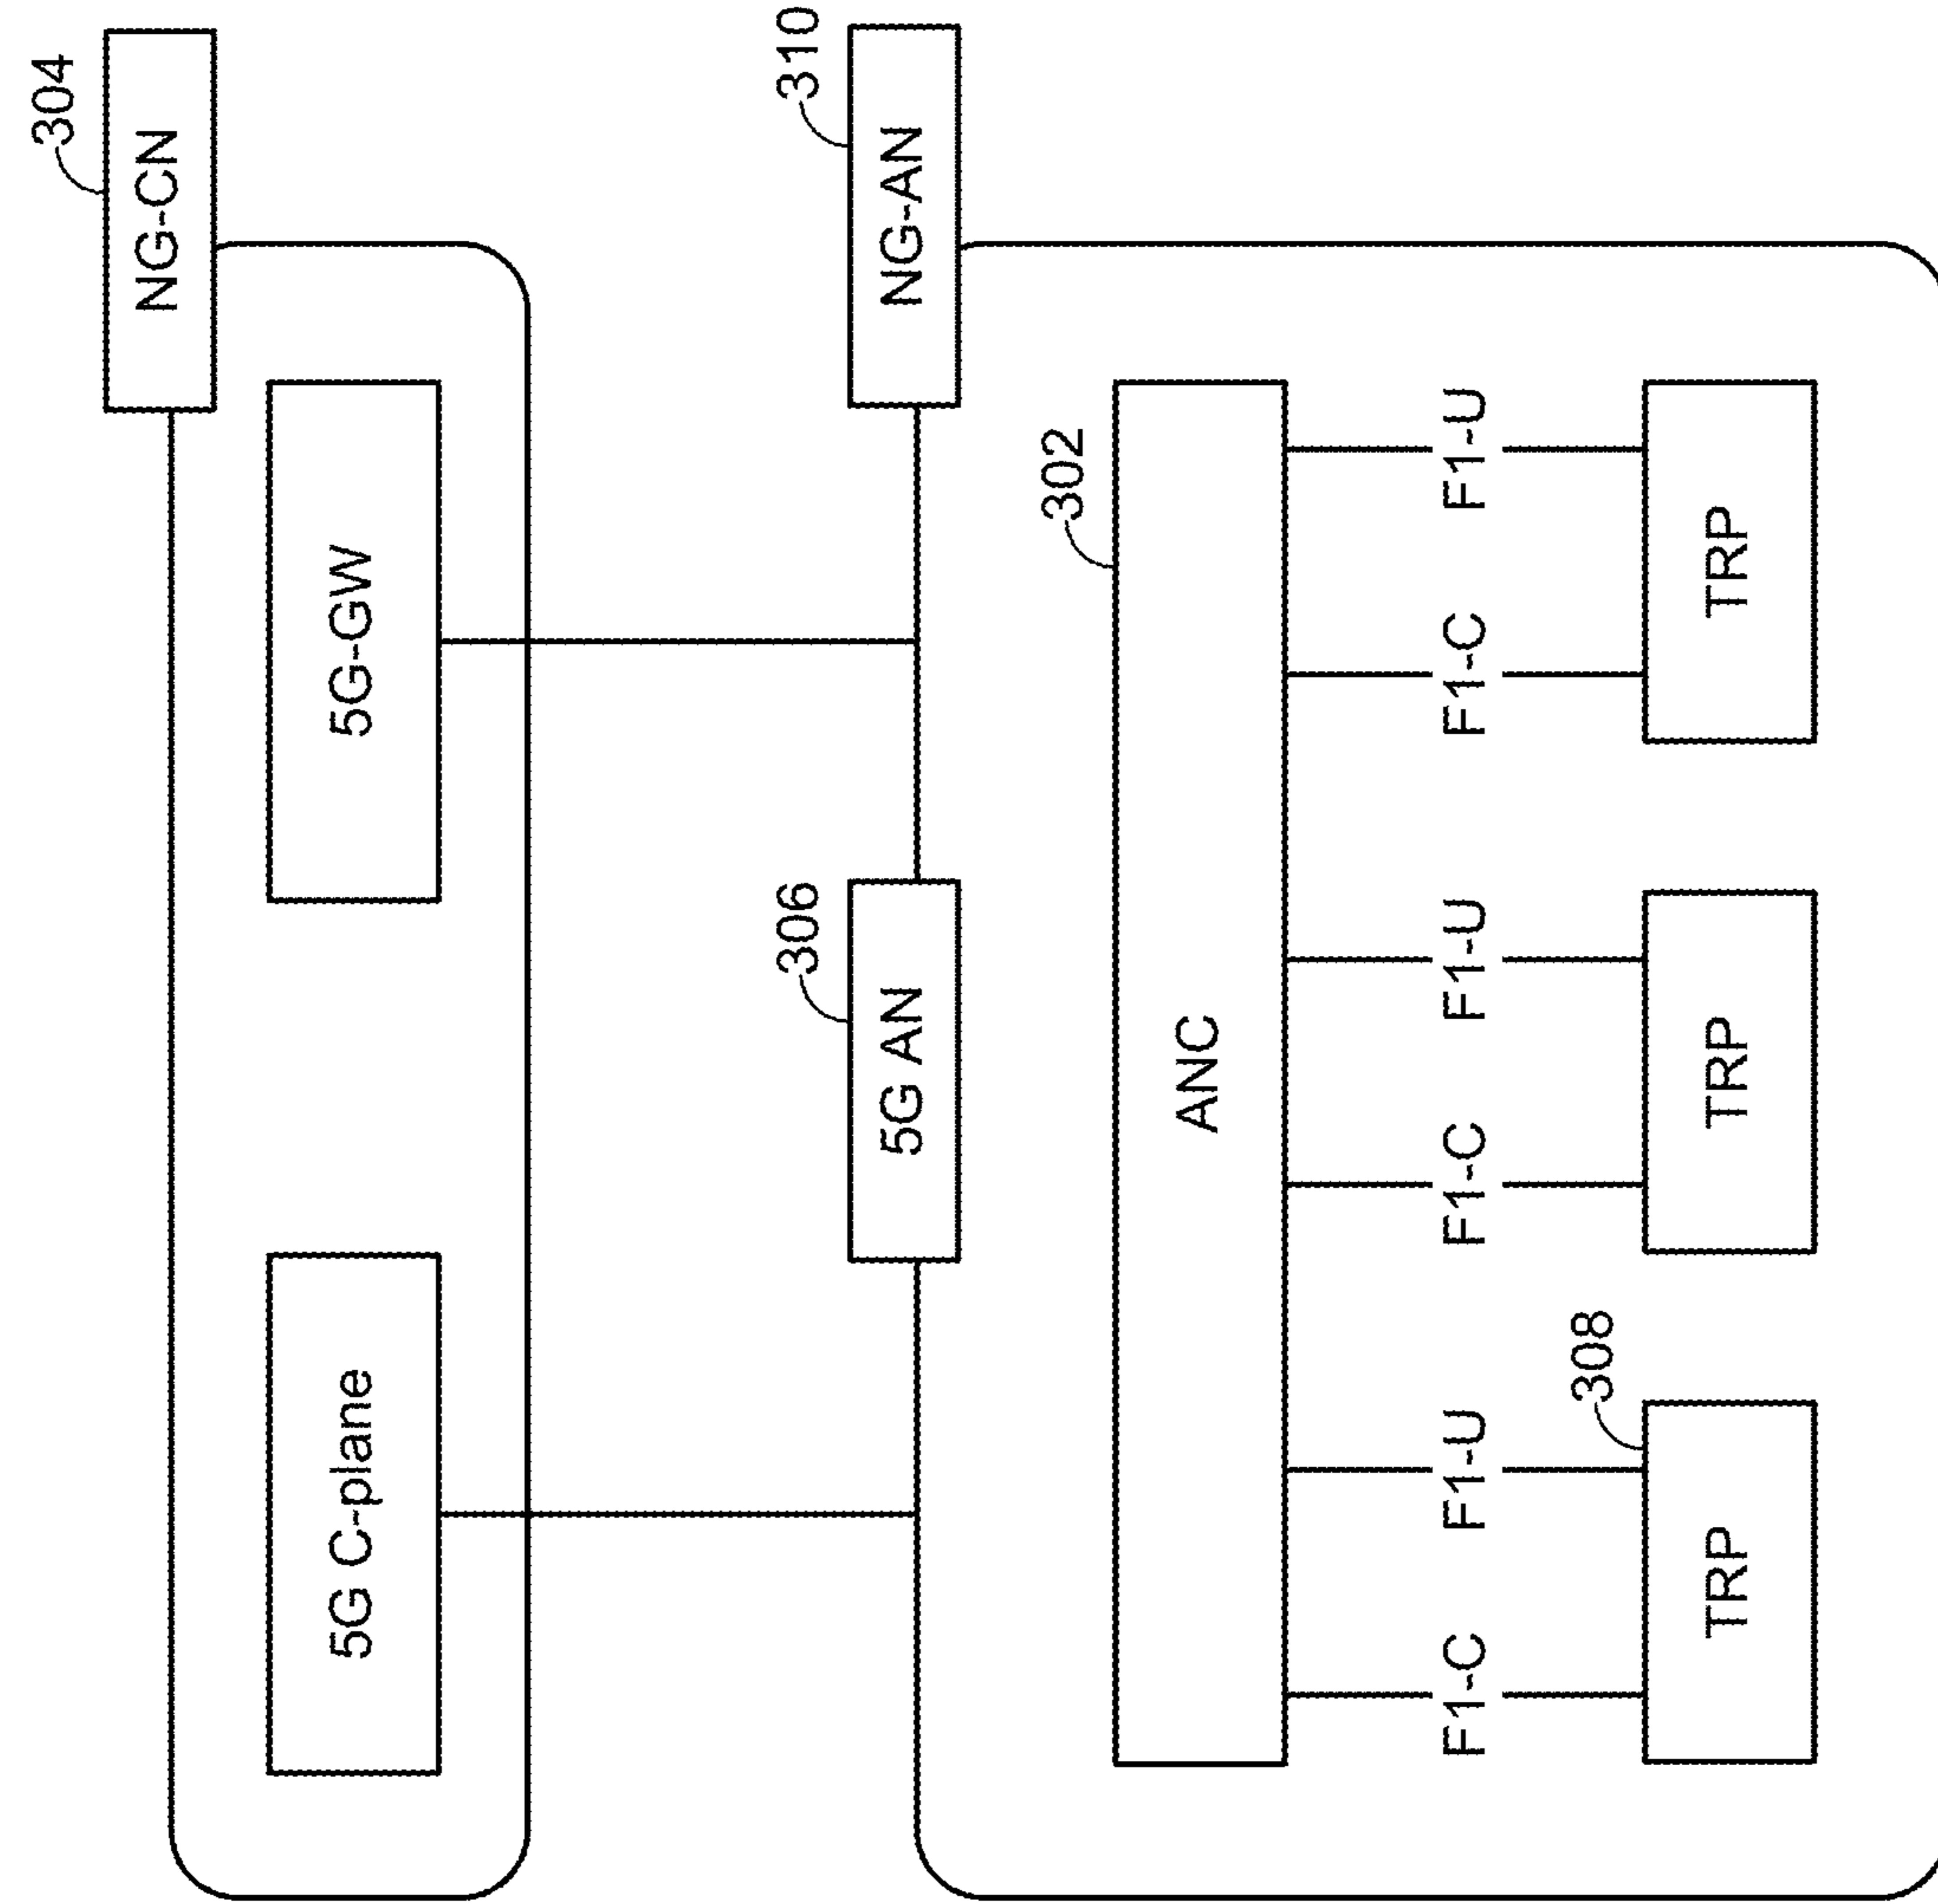 304
NG-CN
5G C-plane
5G-GW
306
310
5G AN
NG-AN
302
ANC
F1-C
F1-U
F1-C
F1-U
F1-C
F1-U
308
TRP
TRP
TRP